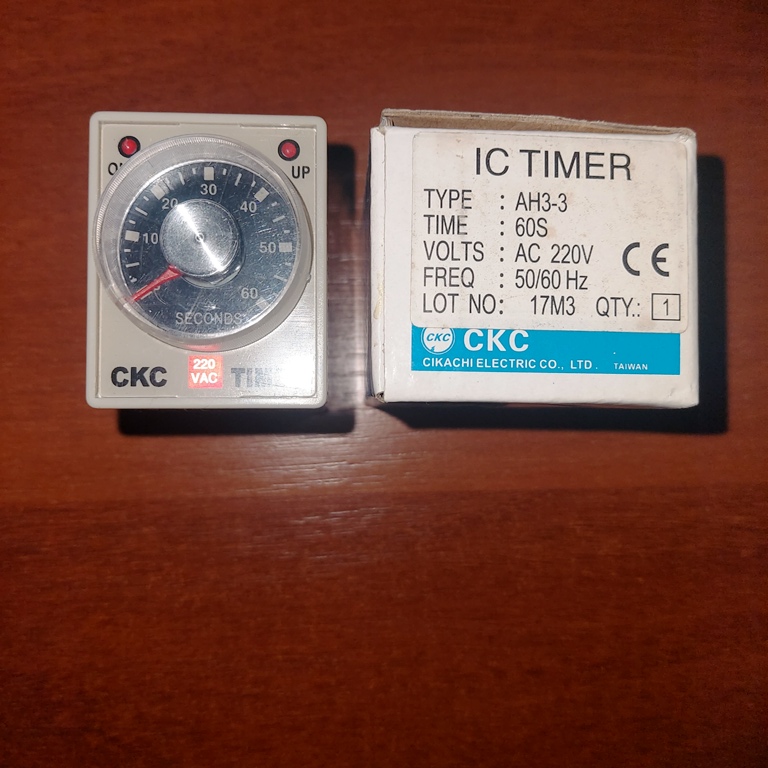 UP
30
20
40
10
50
60
SECONDS
220
VAC
CKC
IC TIMER
TYPE : AH3-3
TIME : 60S
VOLTS : AC 220V
FREQ : 50/60 Hz
LOT NO: 17M3 QTY.: 1
CE
CKC CKC
CIKACHI ELECTRIC CO., LTD. TAIWAN